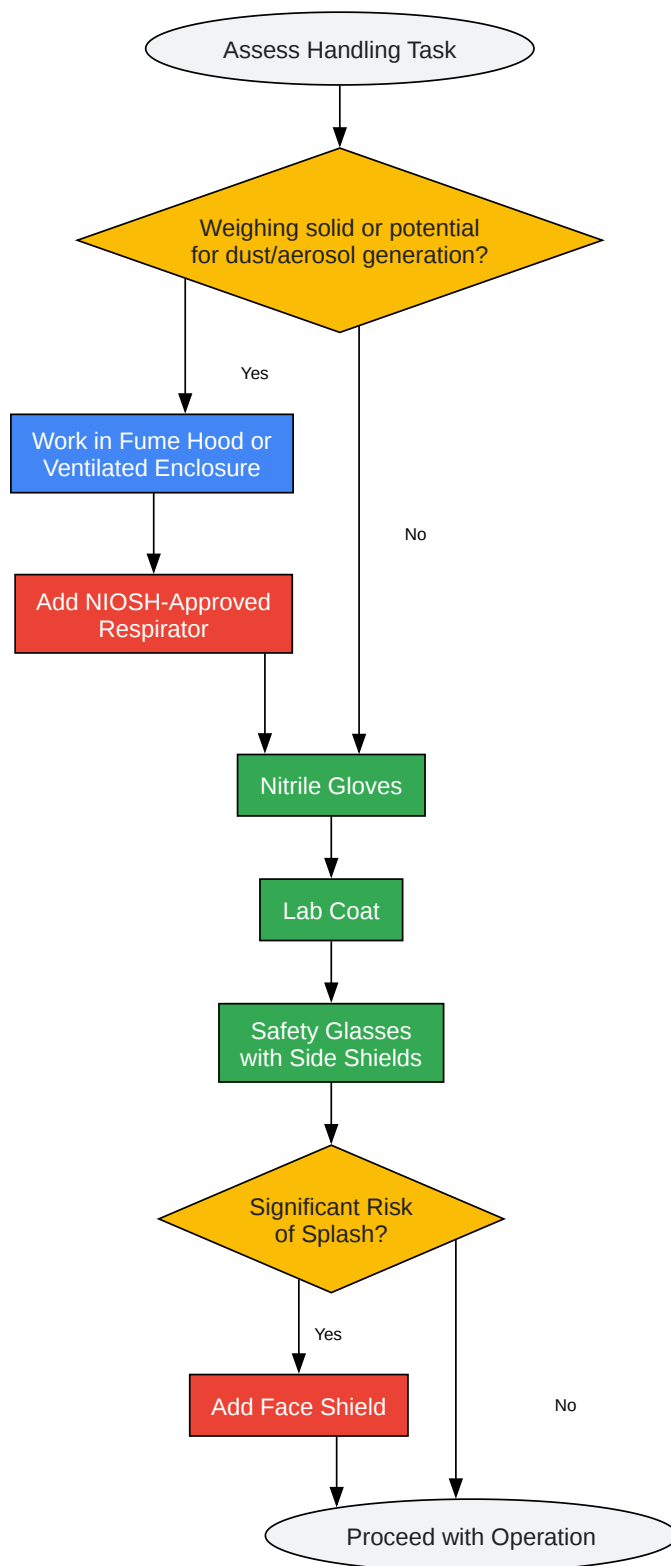 Assess Handling Task
Weighing solid or potential
for dust/aerosol generation?
Yes
Work in Fume Hood or
Ventilated Enclosure
No
Add NIOSH-Approved
Respirator
Nitrile Gloves
Lab Coat
Safety Glasses
with Side Shields
Significant Risk
of Splash?
Yes
Add Face Shield
No
Proceed with Operation